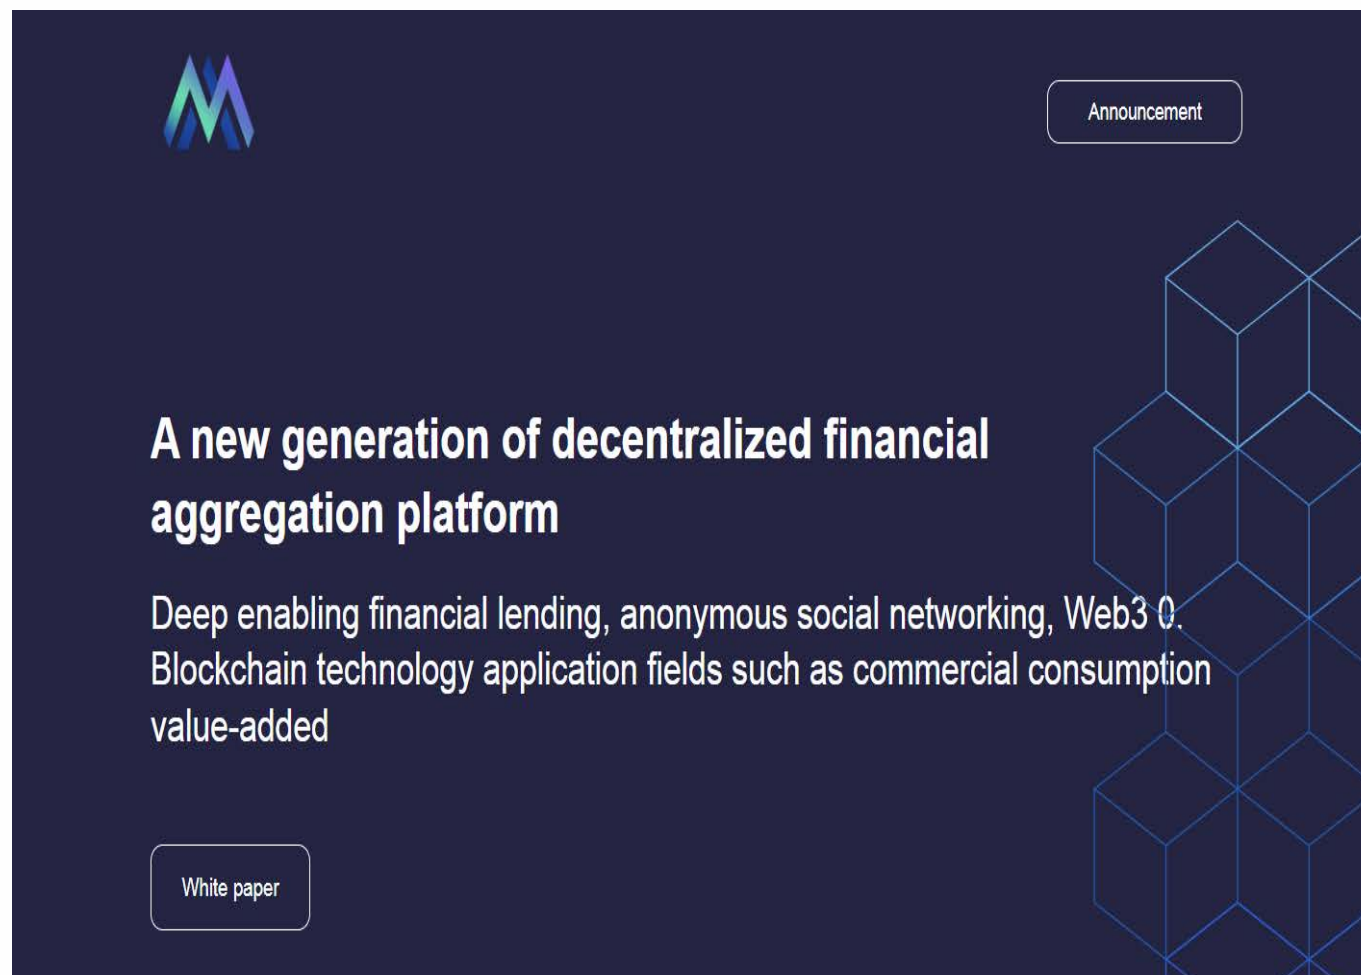 Announcement
A new generation of decentralized financial
aggregation platform
Deep enabling financial lending, anonymous social networking, Web3 0.
Blockchain technology application fields such as commercial consumption
value-added
White paper